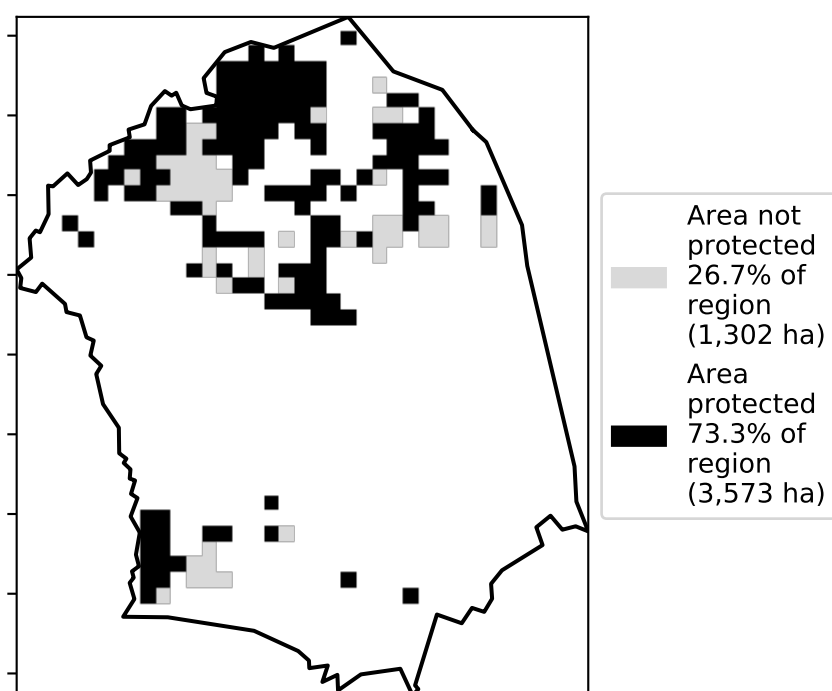 Area not
protected
26.7% of
region
(1,302 ha)
Area
protected
73.3% of
region
(3,573 ha)